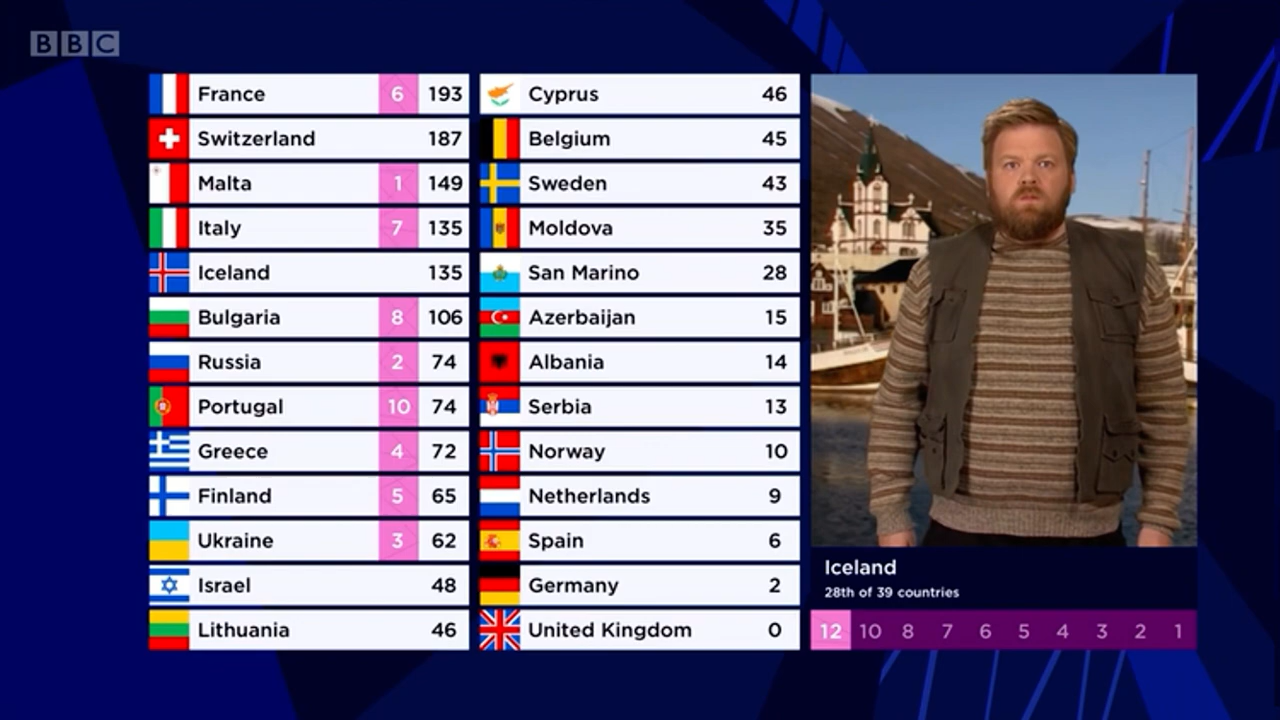 BBC
France 6 193
Switzerland 187
Malta 1 149
Italy 7 135
Iceland 135
Bulgaria 8 106
Russia 2 74
Portugal 10 74
Greece 4 72
Finland 5 65
Ukraine 3 62
Israel 48
Lithuania 46
Cyprus 46
Belgium 45
Sweden 43
Moldova 35
San Marino 28
Azerbaijan 15
Albania 14
Serbia 13
Norway 10
Netherlands 9
Spain 6
Germany 2
United Kingdom 0
Iceland
28th of 39 countries
12 10 8 7 6 5 4 3 2 1